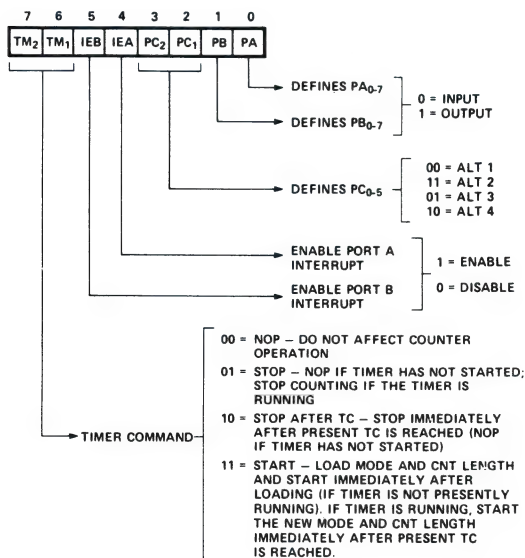 7 6 5 4 3 2 1 0
TM2 TM1 IEB IEA PC2 PC1 PB PA
DEFINES PA0-7
DEFINES PB0-7
0 = INPUT
1 = OUTPUT
DEFINES PC0-5
00 = ALT 1
11 = ALT 2
01 = ALT 3
10 = ALT 4
ENABLE PORT A
INTERRUPT
ENABLE PORT B
INTERRUPT
1 = ENABLE
0 = DISABLE
TIMER COMMAND
00 = NOP – DO NOT AFFECT COUNTER
OPERATION
01 = STOP – NOP IF TIMER HAS NOT STARTED;
STOP COUNTING IF THE TIMER IS
RUNNING
10 = STOP AFTER TC – STOP IMMEDIATELY
AFTER PRESENT TC IS REACHED (NOP
IF TIMER HAS NOT STARTED)
11 = START – LOAD MODE AND CNT LENGTH
AND START IMMEDIATELY AFTER
LOADING (IF TIMER IS NOT PRESENTLY
RUNNING). IF TIMER IS RUNNING, START
THE NEW MODE AND CNT LENGTH
IMMEDIATELY AFTER PRESENT TC
IS REACHED.